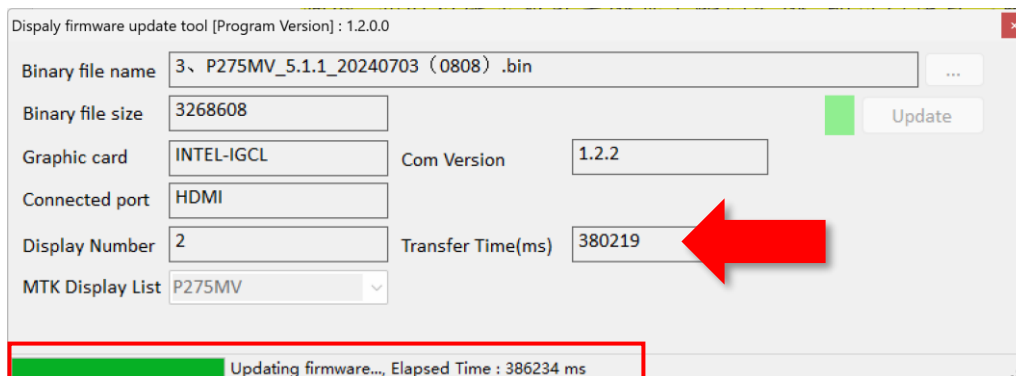 Dispaly firmware update tool [Program Version] : 1.2.0.0
Binary file name 3、P275MV_5.1.1_20240703（0808）.bin ...
Binary file size 3268608 Update
Graphic card INTEL-IGCL Com Version 1.2.2
Connected port HDMI
Display Number 2 Transfer Time(ms) 380219
MTK Display List P275MV
Updating firmware..., Elapsed Time : 386234 ms